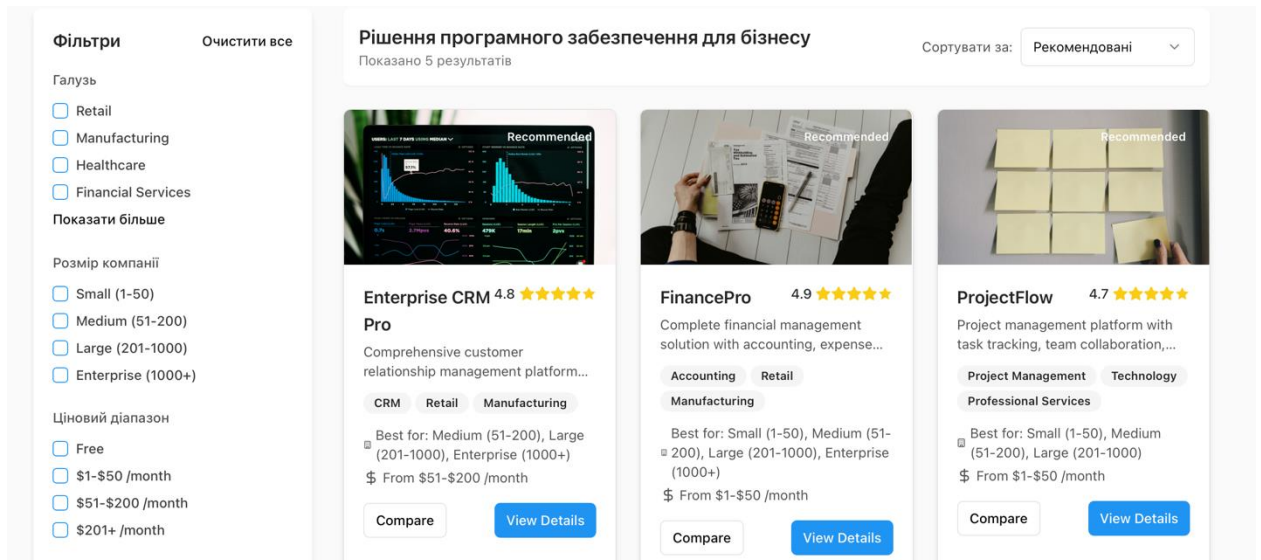 Фільтри
Очистити все
Галузь
Retail
Manufacturing
Healthcare
Financial Services
Показати більше
Розмір компанії
Small (1-50)
Medium (51-200)
Large (201-1000)
Enterprise (1000+)
Ціновий діапазон
Free
$1-$50 /month
$51-$200 /month
$201+ /month
Рішення програмного забезпечення для бізнесу
Показано 5 результатів
Сортувати за:
Рекомендовані
Recommended
Enterprise CRM
Pro
4.8
Comprehensive customer
relationship management platform...
CRM
Retail
Manufacturing
Best for: Medium (51-200), Large
(201-1000), Enterprise (1000+)
From $51-$200 /month
Compare
View Details
Recommended
FinancePro
4.9
Complete financial management
solution with accounting, expense...
Accounting
Retail
Manufacturing
Best for: Small (1-50), Medium (51-
200), Large (201-1000), Enterprise
(1000+)
$ From $1-$50 /month
Compare
View Details
Recommended
ProjectFlow
4.7
Project management platform with
task tracking, team collaboration,...
Project Management
Technology
Professional Services
Best for: Small (1-50), Medium
(51-200), Large (201-1000)
$ From $1-$50 /month
Compare
View Details